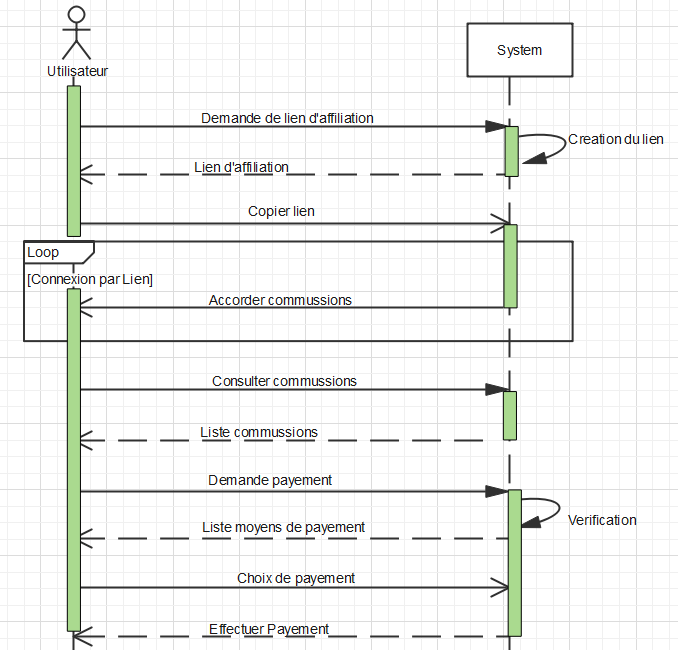 System
Utilisateur
Demande de lien d'affiliation
Creation du lien
Lien d'affiliation
Copier lien
Loop
[Connexion par Lien]
Accorder commussions
Consulter commussions
Liste commussions
Demande payement
Verification
Liste moyens de payement
Choix de payement
Effectuer Payement